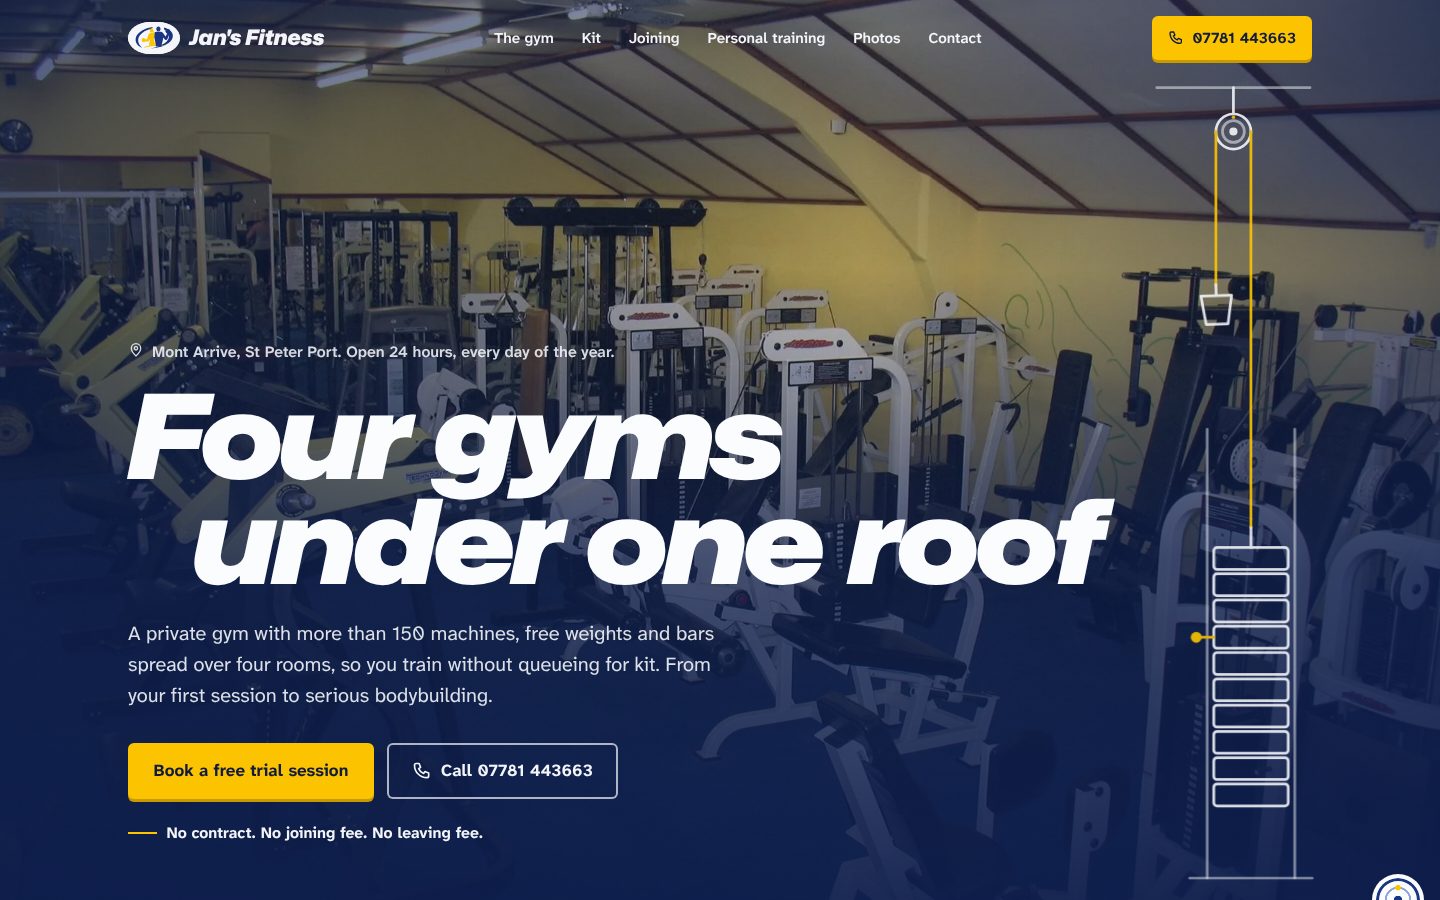 Jan's Fitness
The gym
Kit
Joining
Personal training
Photos
Contact
07781 443663
Mont Arrive, St Peter Port. Open 24 hours, every day of the year.
Four gyms
under one roof
A private gym with more than 150 machines, free weights and bars
spread over four rooms, so you train without queueing for kit. From
your first session to serious bodybuilding.
Book a free trial session
Call 07781 443663
No contract. No joining fee. No leaving fee.